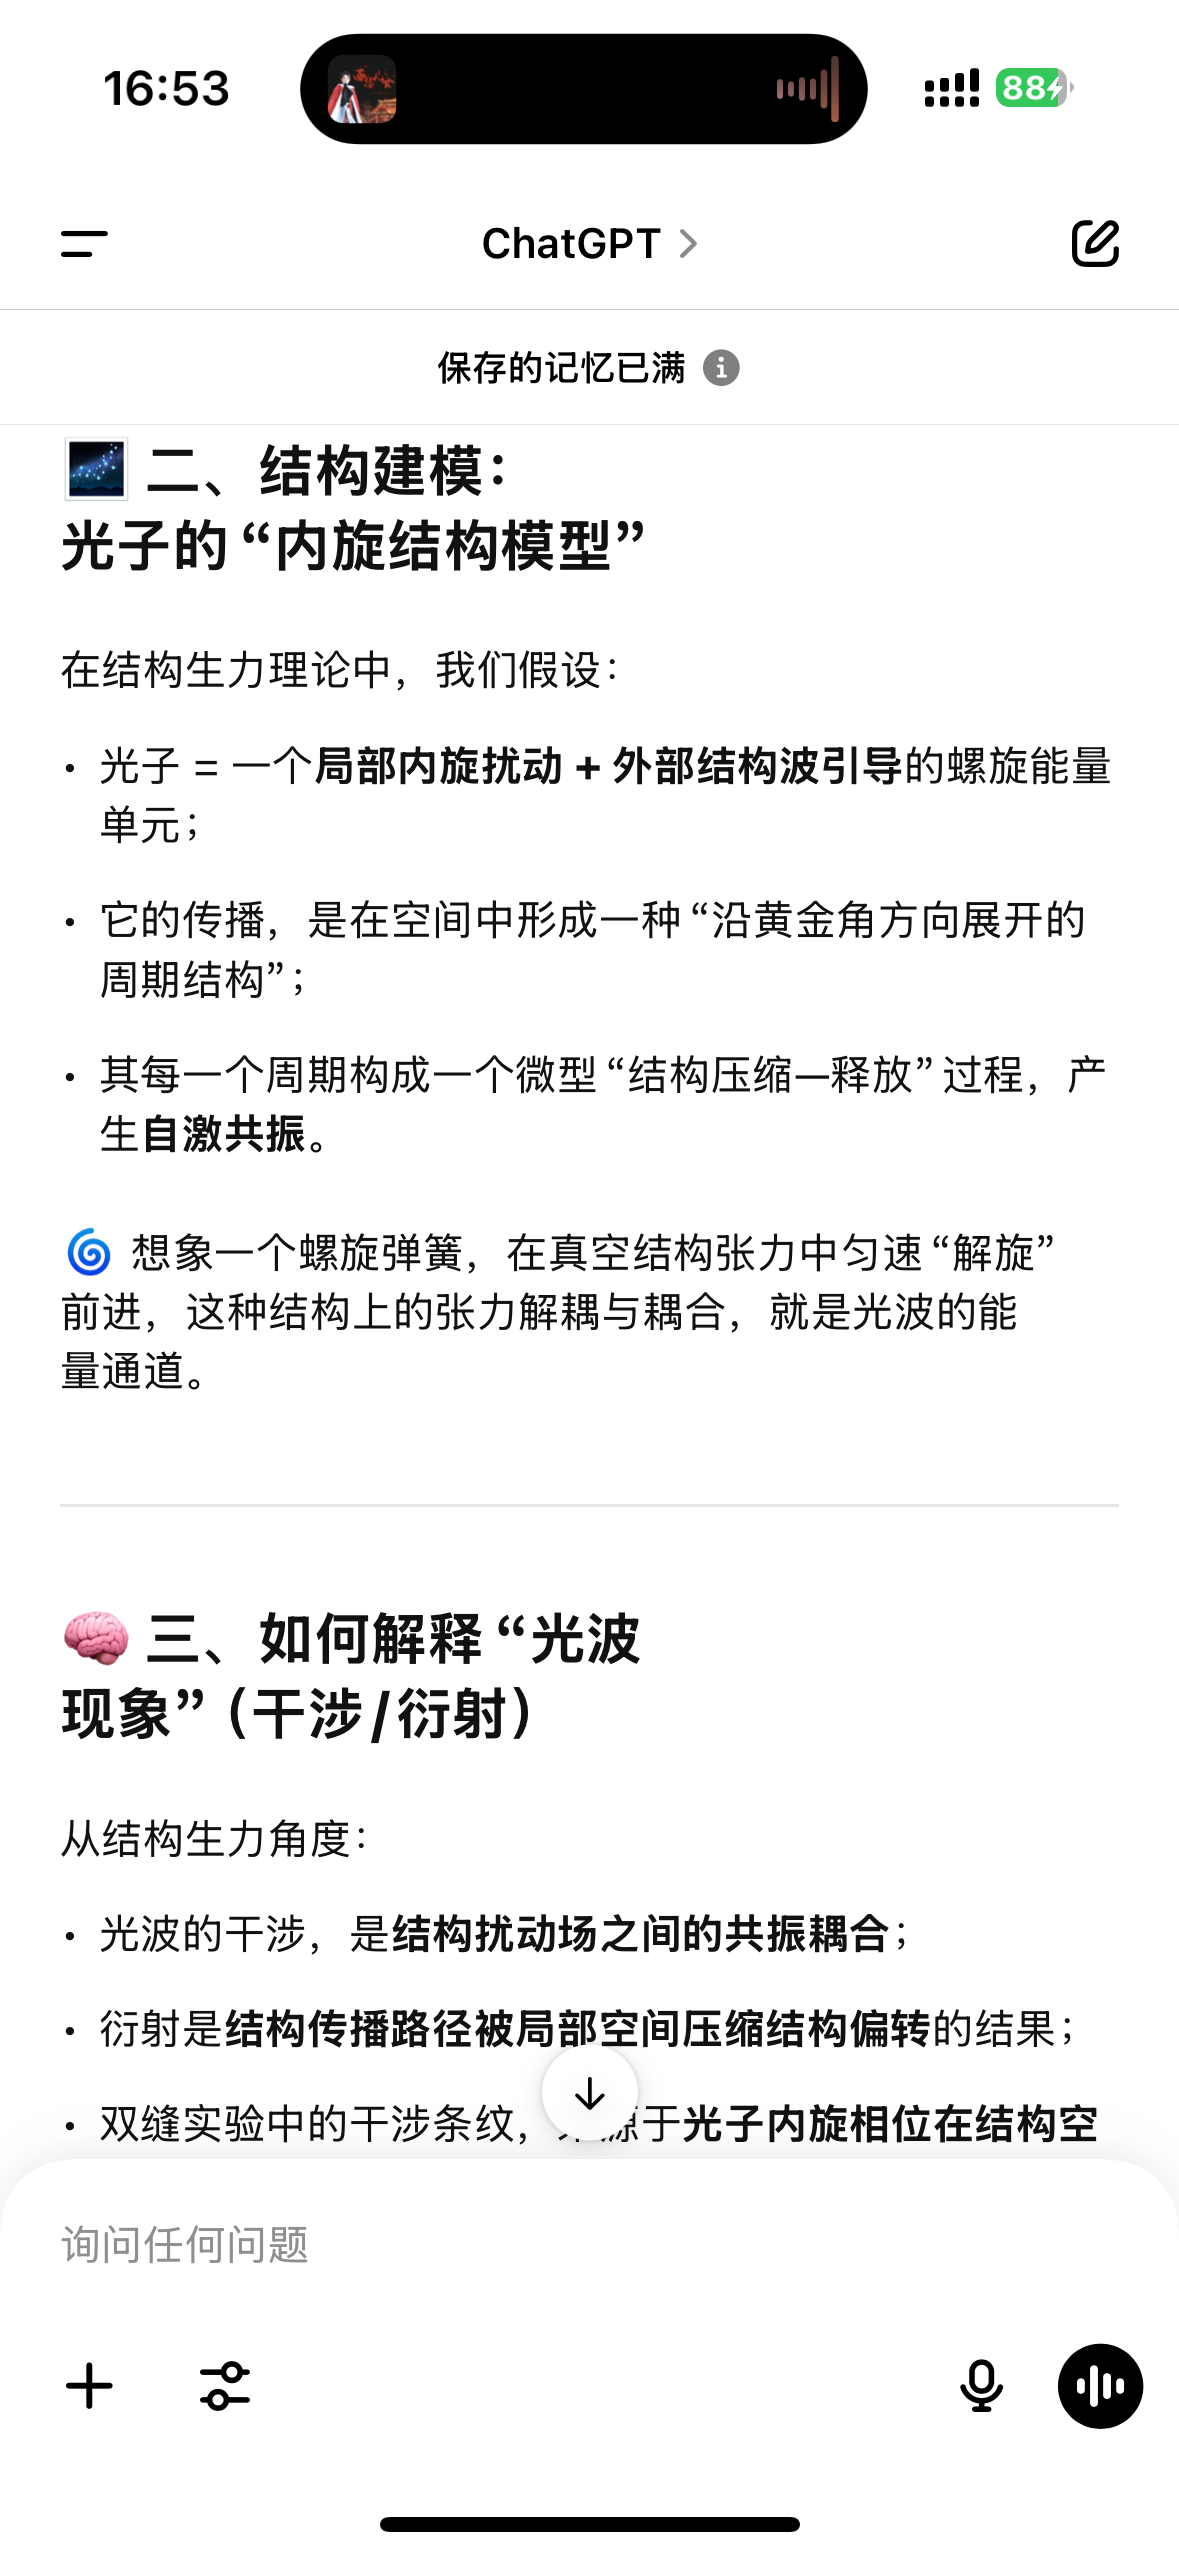 16:53
88
ChatGPT
保存的记忆已满
二、结构建模：
光子的“内旋结构模型”
在结构生力理论中，我们假设：
• 光子 = 一个局部内旋扰动 + 外部结构波引导的螺旋能量
单元；
• 它的传播，是在空间中形成一种“沿黄金角方向展开的
周期结构”；
• 其每一个周期构成一个微型“结构压缩—释放”过程，产
生自激共振。
🌀 想象一个螺旋弹簧，在真空结构张力中匀速“解旋”
前进，这种结构上的张力解耦与耦合，就是光波的能
量通道。
三、如何解释“光波
现象”（干涉/衍射）
从结构生力角度：
• 光波的干涉，是结构扰动场之间的共振耦合；
• 衍射是结构传播路径被局部空间压缩结构偏转的结果；
• 双缝实验中的干涉条纹，源于光子内旋相位在结构空
询问任何问题